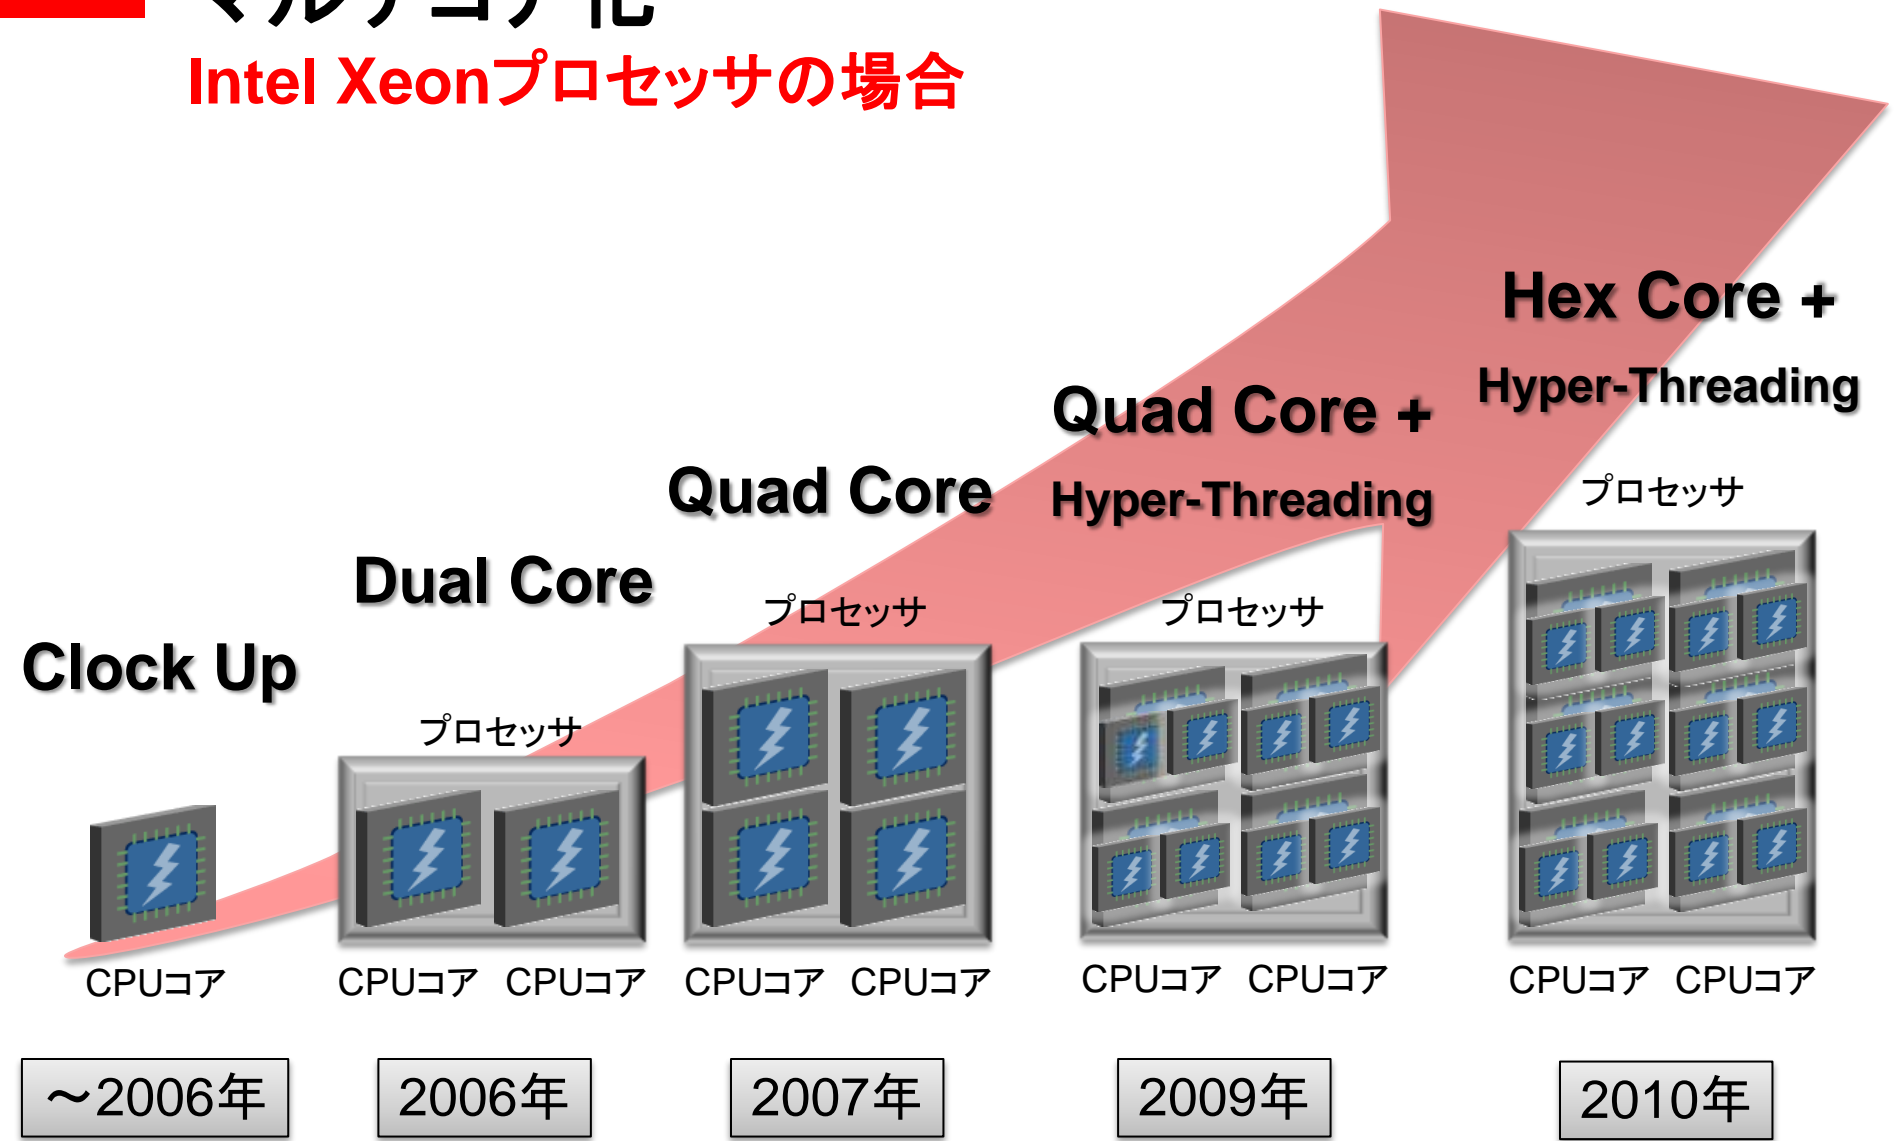 マルチコア化
Intel Xeonプロセッサの場合
Clock Up
CPUコア
～2006年
Dual Core
プロセッサ
CPUコア CPUコア
2006年
Quad Core
プロセッサ
CPUコア CPUコア
2007年
Quad Core +
Hyper-Threading
プロセッサ
CPUコア CPUコア
2009年
Hex Core +
Hyper-Threading
プロセッサ
CPUコア CPUコア
2010年